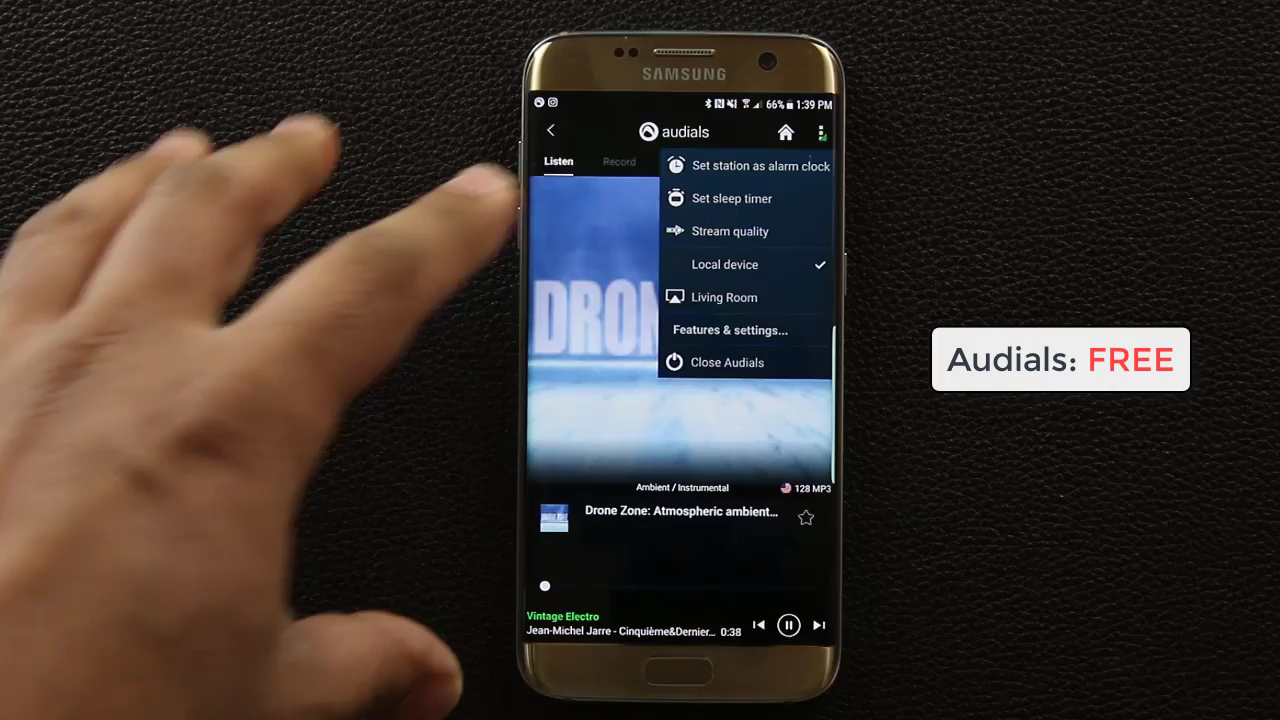 SAMSUNG
66% 1:39 PM
audials
Listen Record
Set station as alarm clock
Set sleep timer
Stream quality
Local device
Living Room
Features & settings...
Close Audials
DRON
Ambient / Instrumental
128 MP3
Drone Zone: Atmospheric ambient...
Vintage Electro
Jean-Michel Jarre - Cinquième&Dernier... 0:38
Audials: FREE